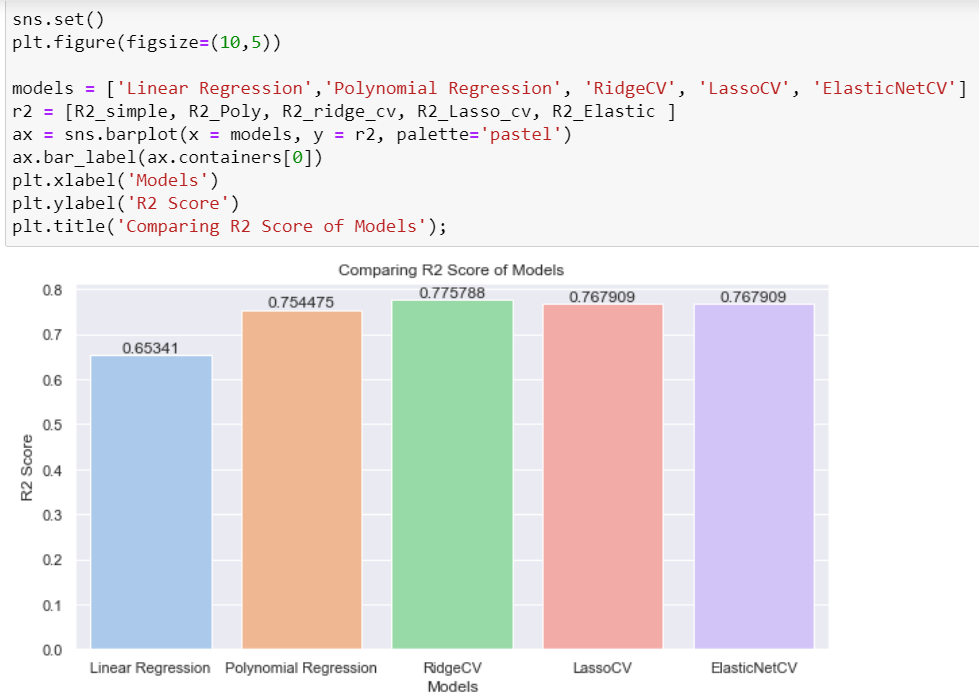 sns.set()
plt.figure(figsize=(10,5))
models = ['Linear Regression','Polynomial Regression', 'RidgeCV', 'LassoCV', 'ElasticNetCV']
r2 = [R2_simple, R2_Poly, R2_ridge_cv, R2_Lasso_cv, R2_Elastic ]
ax = sns.barplot(x = models, y = r2, palette='pastel')
ax.bar_label(ax.containers[0])
plt.xlabel('Models')
plt.ylabel('R2 Score')
plt.title('Comparing R2 Score of Models');
Comparing R2 Score of Models
0.8
0.7
0.6
0.5
0.4
0.3
0.2
0.1
0.0
R2 Score
0.65341
0.754475
0.775788
0.767909
0.767909
Linear Regression
Polynomial Regression
RidgeCV
LassoCV
ElasticNetCV
Models